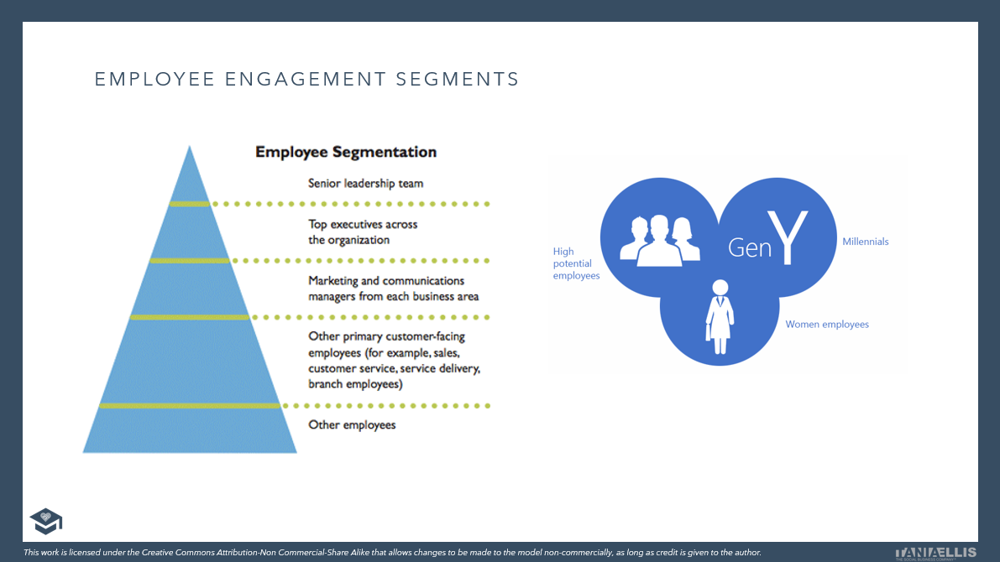 EMPLOYEE ENGAGEMENT SEGMENTS
Employee Segmentation
Senior leadership team
Top executives across
the organization
Marketing and communications
managers from each business area
Other primary customer-facing
employees (for example, sales,
customer service, service delivery,
branch employees)
Other employees
High
potential
employees
Gen Y
Millennials
Women employees
This work is licensed under the Creative Commons Attribution-Non Commercial-Share Alike that allows changes to be made to the model non-commercially, as long as credit is given to the author.
TANIAELLIS
THE SOCIAL BUSINESS COMPANY